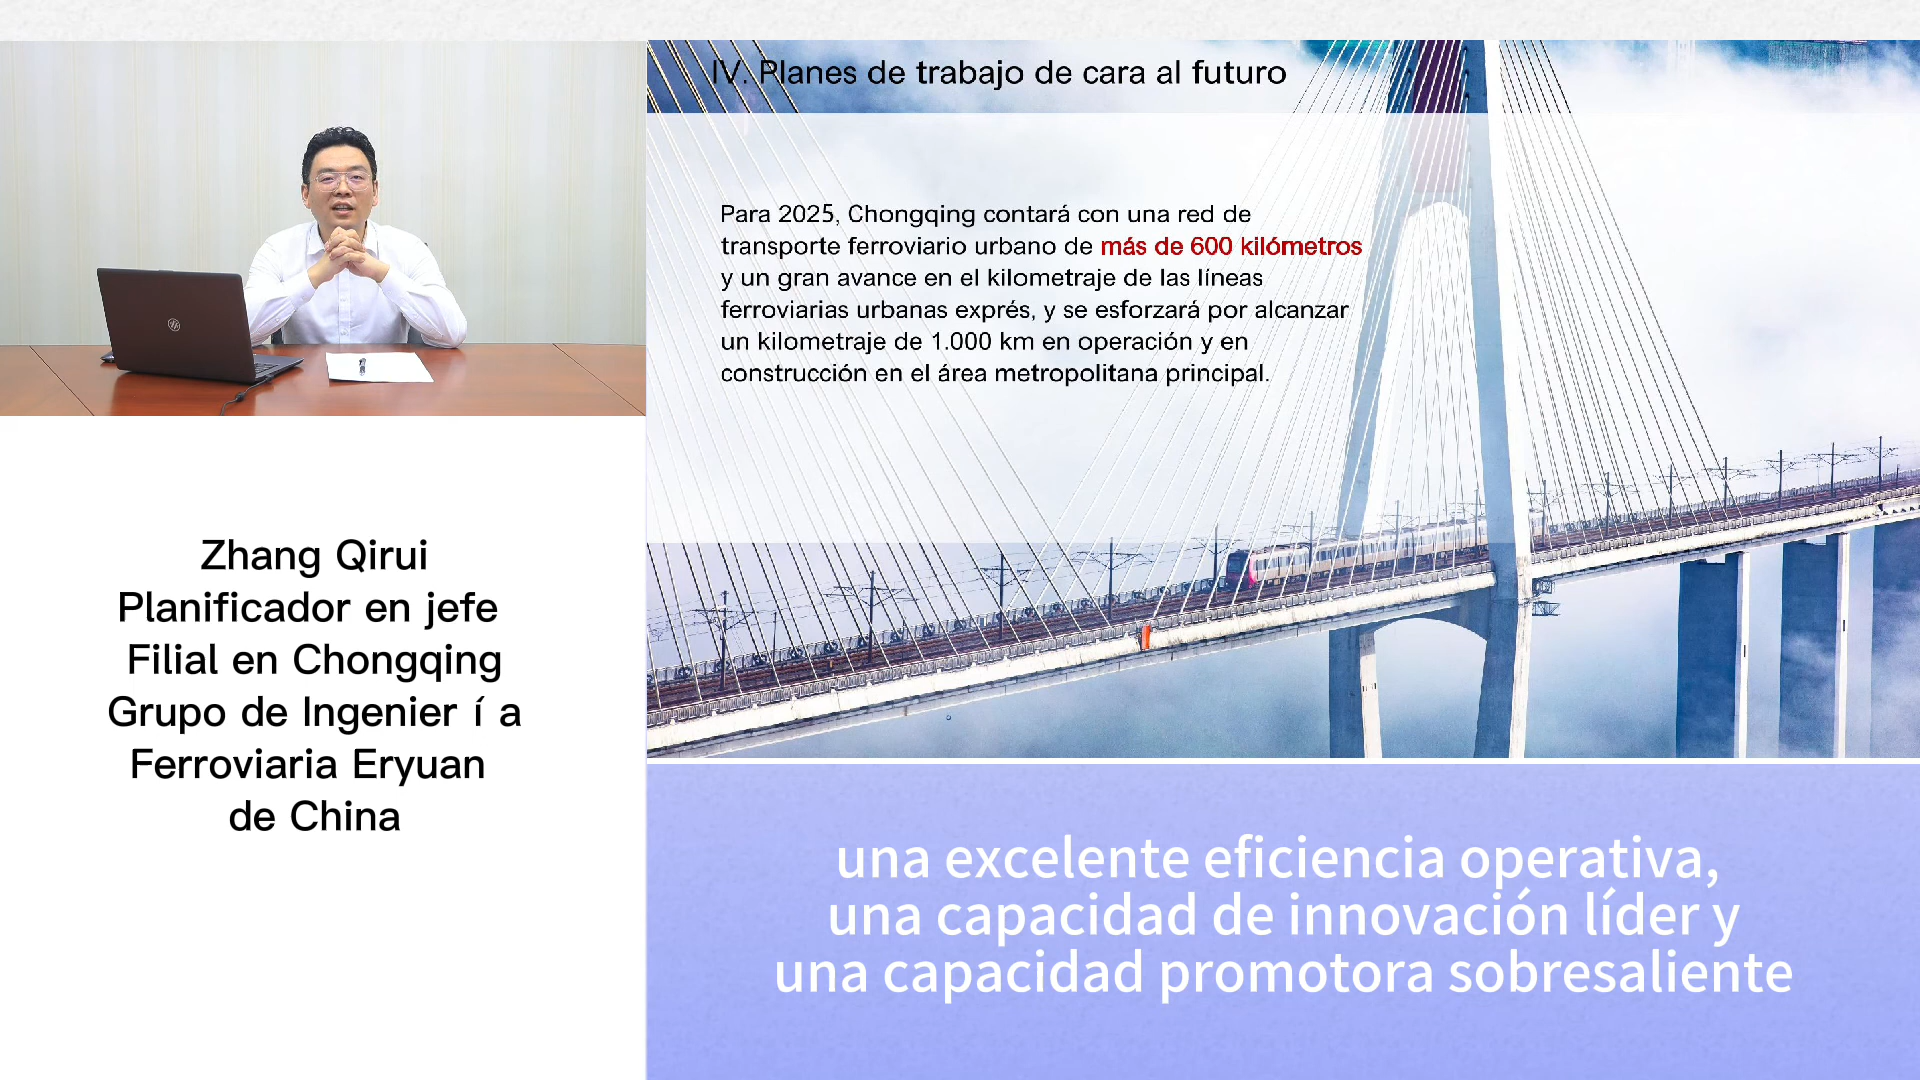 IV. Planes de trabajo de cara al futuro
Para 2025, Chongqing contará con una red de
transporte ferroviario urbano de más de 600 kilómetros
y un gran avance en el kilometraje de las líneas
ferroviarias urbanas exprés, y se esforzará por alcanzar
un kilometraje de 1.000 km en operación y en
construcción en el área metropolitana principal.
Zhang Qirui
Planificador en jefe
Filial en Chongqing
Grupo de Ingenier í a
Ferroviaria Eryuan
de China
una excelente eficiencia operativa,
una capacidad de innovación líder y
una capacidad promotora sobresaliente